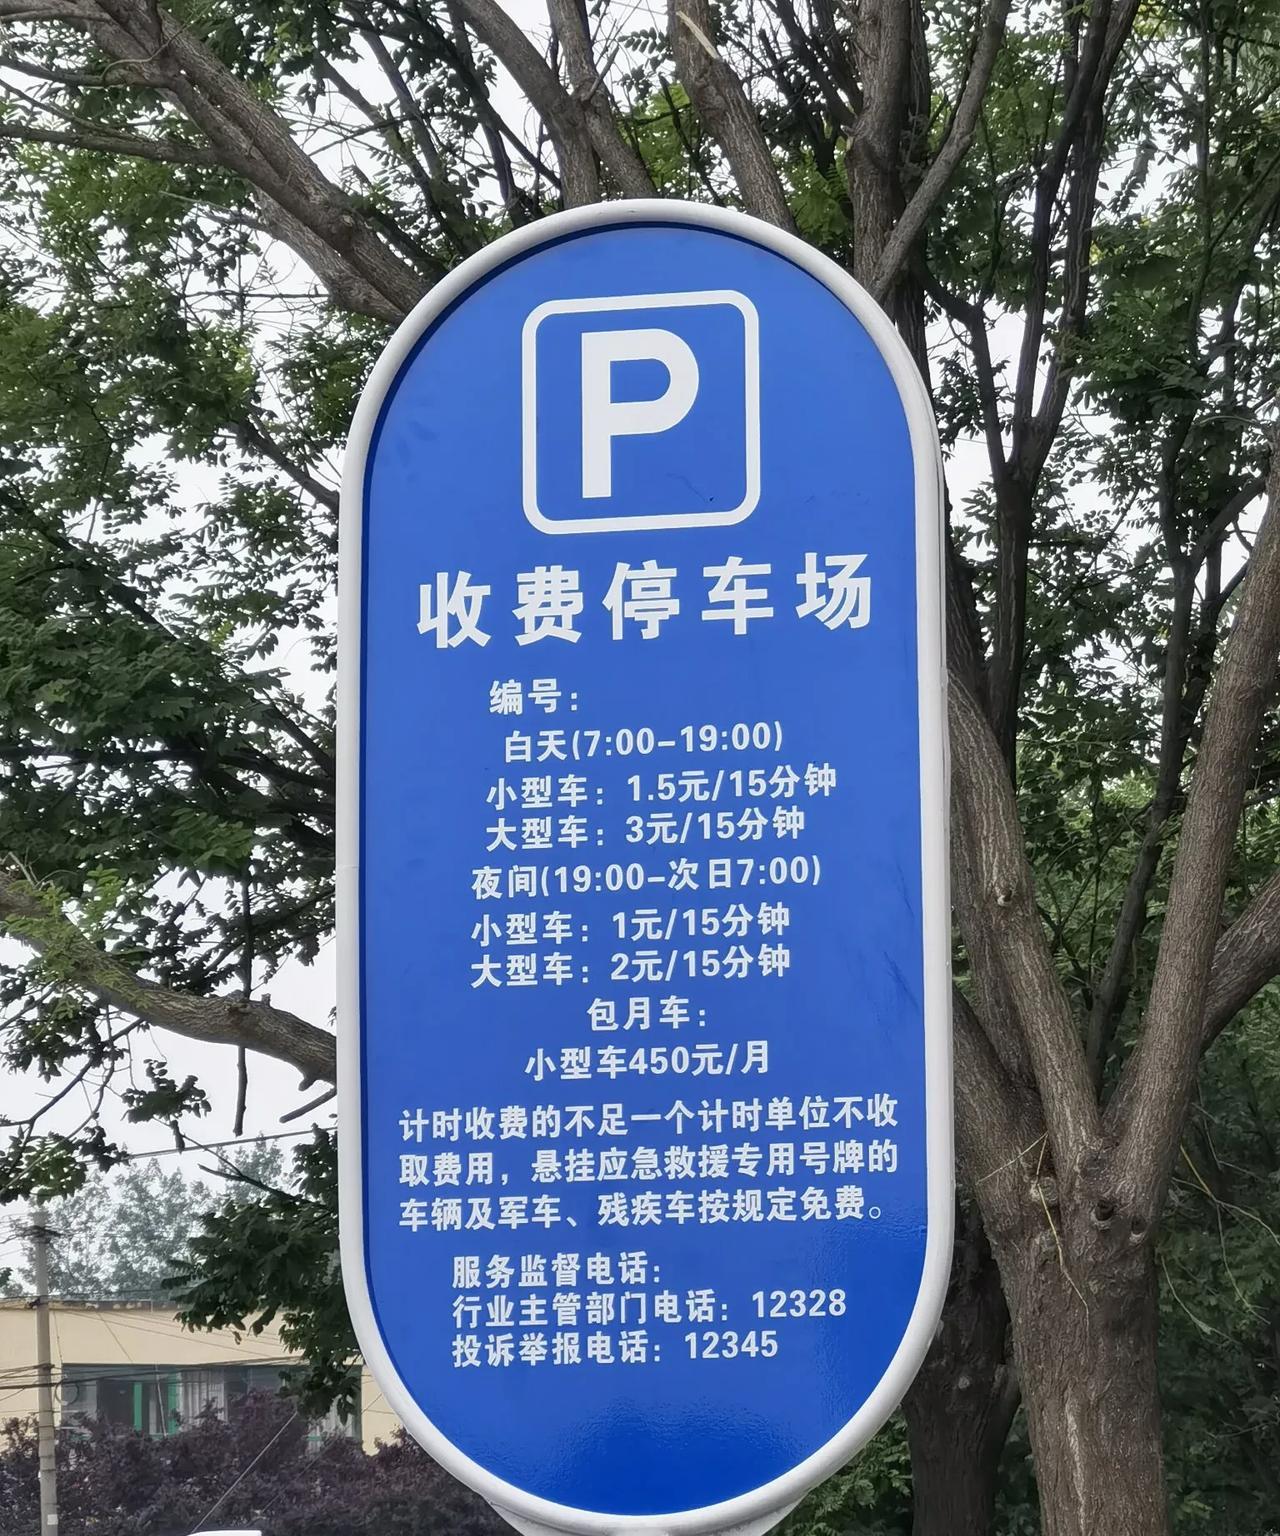 P
收费停车场
编号：
白天(7:00-19:00)
小型车：1.5元/15分钟
大型车：3元/15分钟
夜间(19:00-次日7:00)
小型车：1元/15分钟
大型车：2元/15分钟
包月车：
小型车450元/月
计时收费的不足一个计时单位不收
取费用，悬挂应急救援专用号牌的
车辆及军车、残疾车按规定免费。
服务监督电话：
行业主管部门电话：12328
投诉举报电话：12345